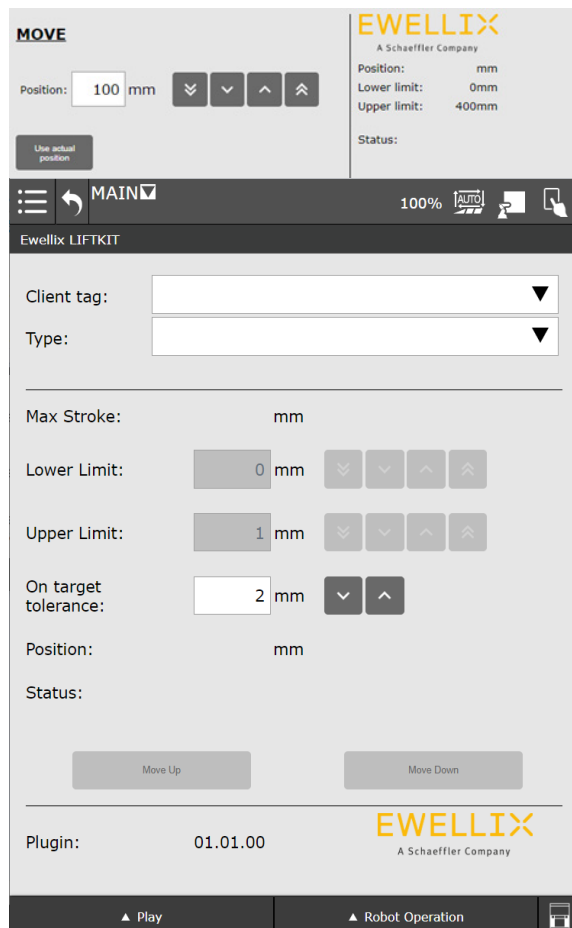 MOVE
Position: 100 mm
Use actual
position
EWELLIX
A Schaeffler Company
Position: mm
Lower limit: 0mm
Upper limit: 400mm
Status:
MAIN
100% AUTO
Ewellix LIFTKIT
Client tag:
Type:
Max Stroke: mm
Lower Limit: 0 mm
Upper Limit: 1 mm
On target
tolerance: 2 mm
Position: mm
Status:
Move Up Move Down
Plugin: 01.01.00
EWELLIX
A Schaeffler Company
▲ Play ▲ Robot Operation